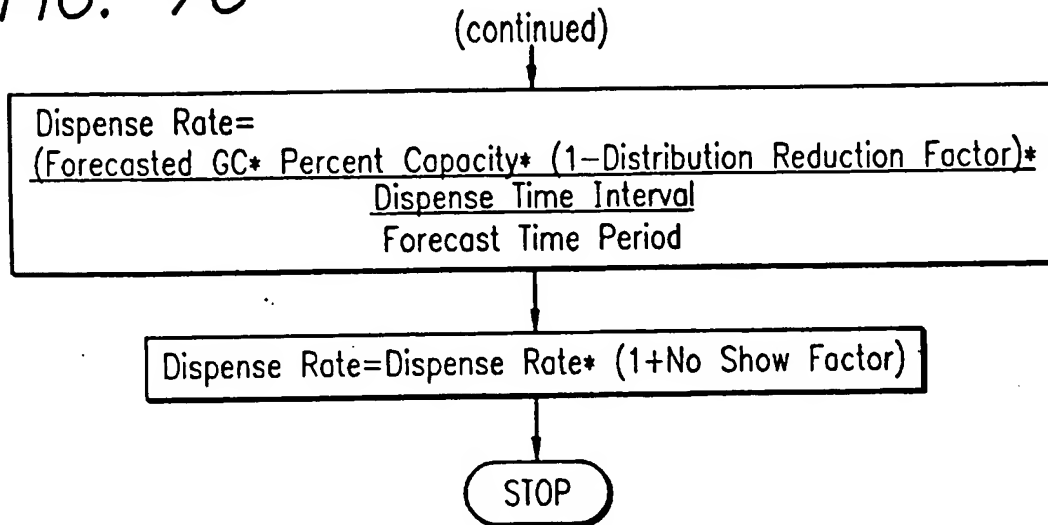 (continued)
Dispense Rate=
(Forecasted GC* Percent Capacity* (1-Distribution Reduction Factor)*
Dispense Time Interval
Forecast Time Period
Dispense Rate=Dispense Rate* (1+No Show Factor)
STOP